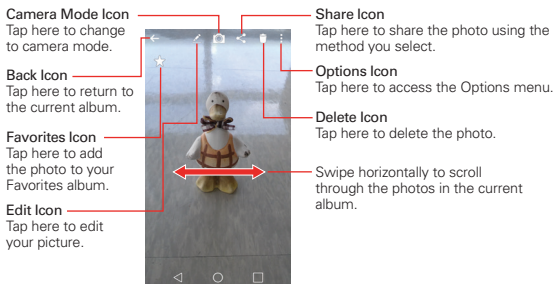 Camera Mode Icon
Tap here to change
to camera mode.
Back Icon
Tap here to return to
the current album.
Favorites Icon
Tap here to add
the photo to your
Favorites album.
Edit Icon
Tap here to edit
your picture.
Share Icon
Tap here to share the photo using the
method you select.
Options Icon
Tap here to access the Options menu.
Delete Icon
Tap here to delete the photo.
Swipe horizontally to scroll
through the photos in the current
album.